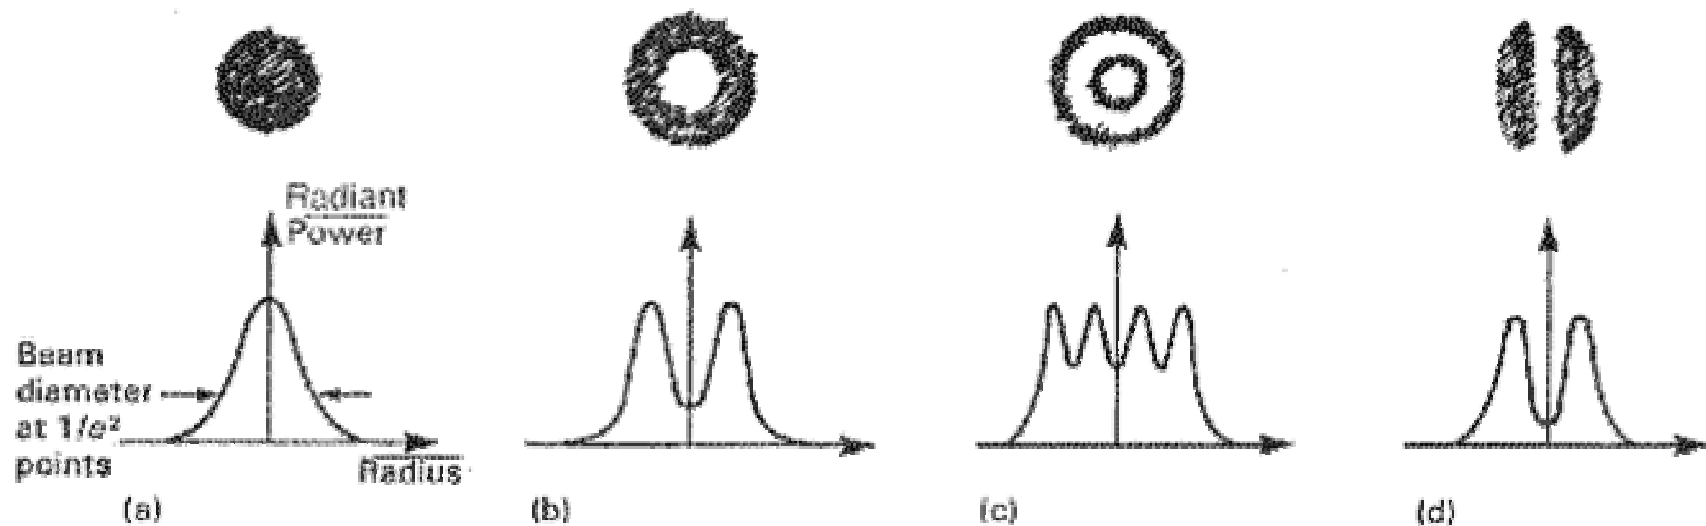 Radiant
Power
Beam
diameter
at 1/e²
points
Radius
(a)
(b)
(c)
(d)